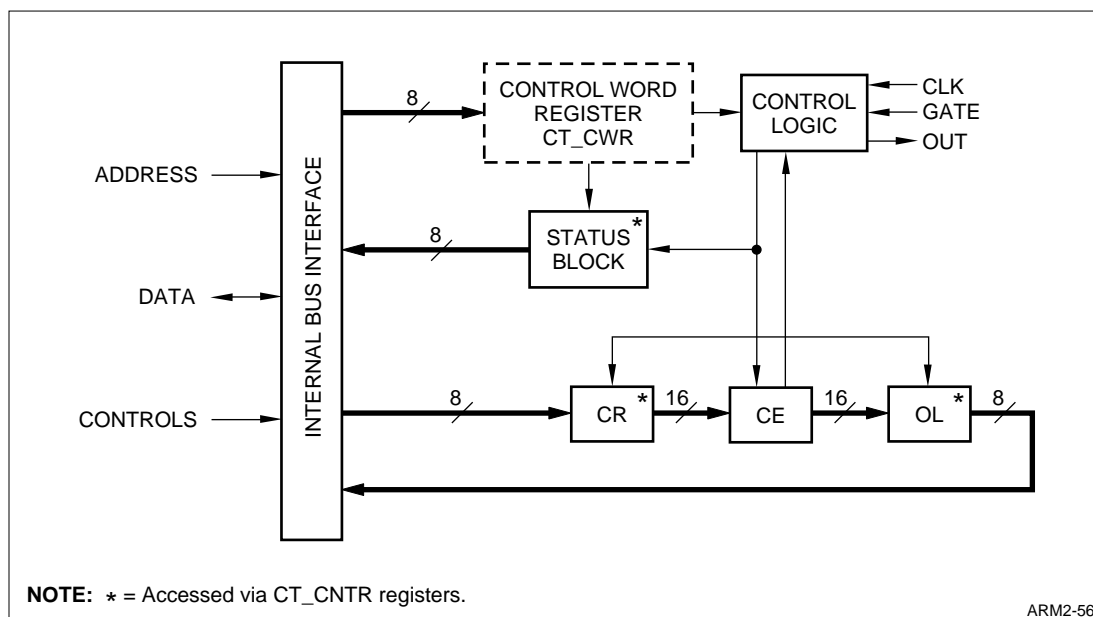 8
CONTROL WORD
REGISTER
CT_CWR
CONTROL
LOGIC
CLK
GATE
OUT
ADDRESS
INTERNAL BUS INTERFACE
8
STATUS
BLOCK
*
DATA
CONTROLS
8
CR
*
16
CE
16
OL
*
8
NOTE: * = Accessed via CT_CNTR registers.
ARM2-56